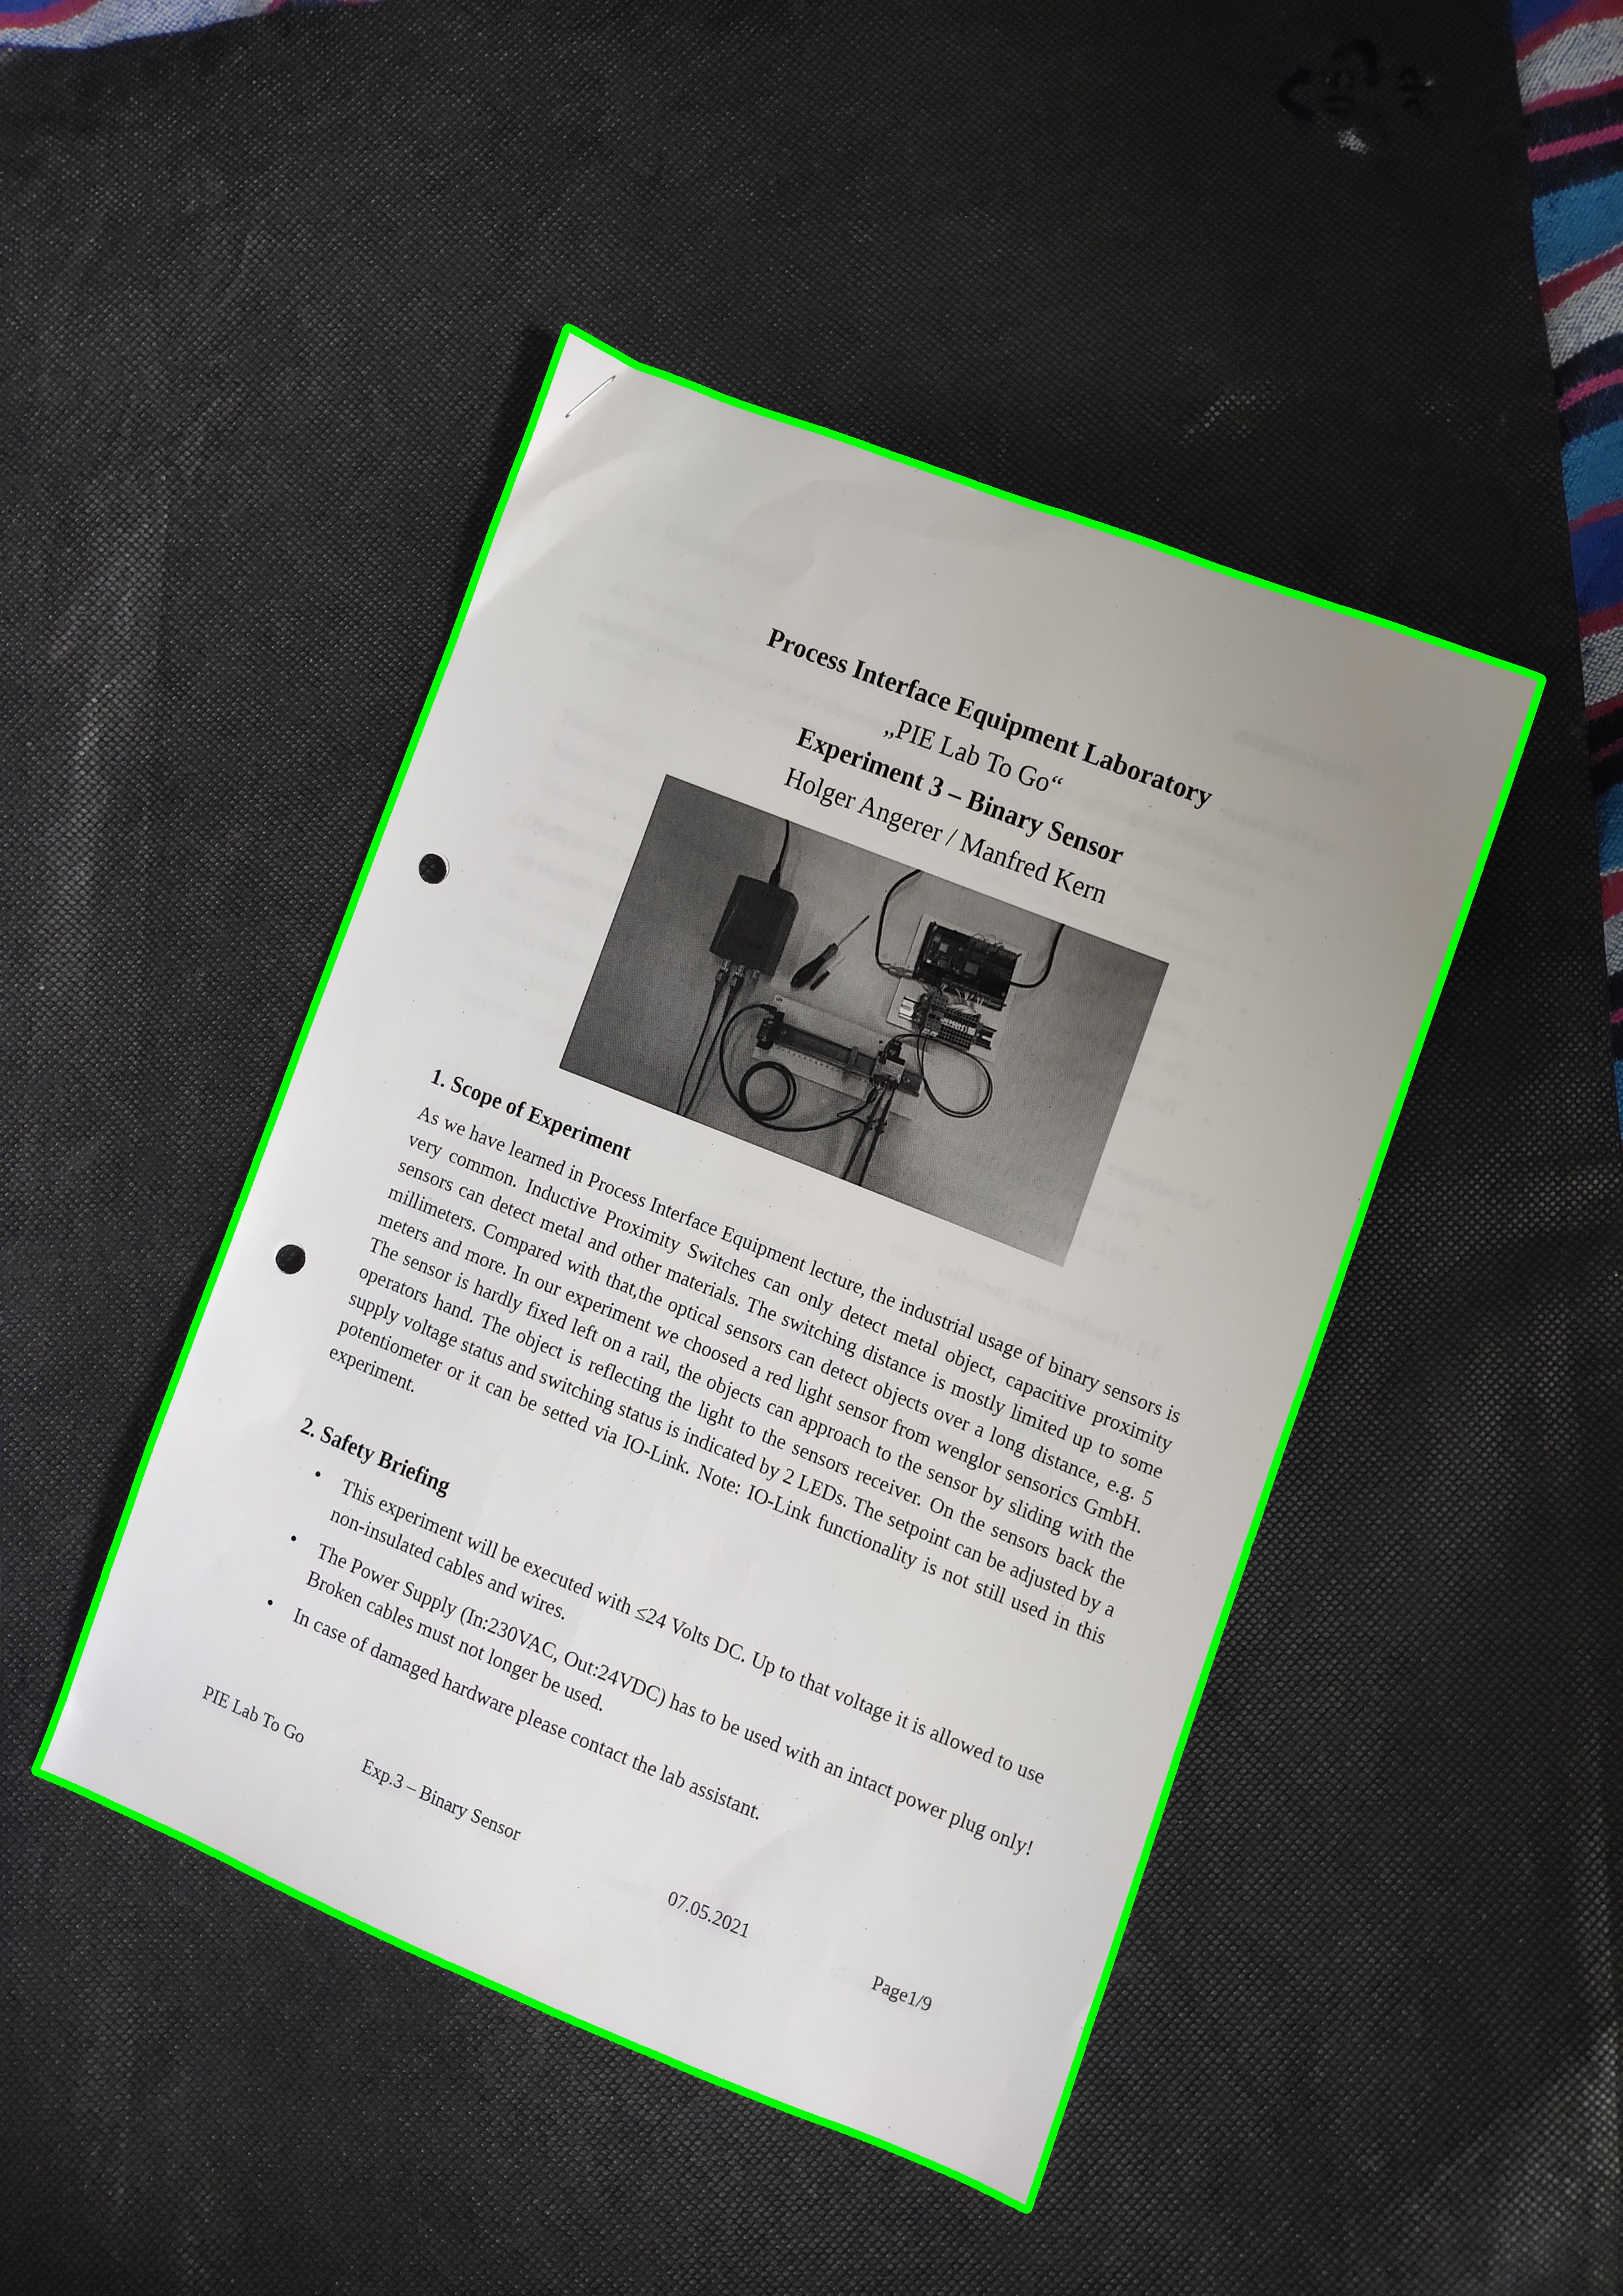 Process Interface Equipment Laboratory
„PIE Lab To Go“
Experiment 3 – Binary Sensor
Holger Angerer / Manfred Kern
1. Scope of Experiment
As we have learned in Process Interface Equipment lecture, the industrial usage of binary sensors is
very common. Inductive Proximity Switches can only detect metal object, capacitive proximity
sensors can detect metal and other materials. The switching distance is mostly limited up to some
millimeters. Compared with that,the optical sensors can detect objects over a long distance, e.g. 5
meters and more. In our experiment we choosed a red light sensor from wenglor sensorics GmbH.
The sensor is hardly fixed left on a rail, the objects can approach to the sensor by sliding with the
operators hand. The object is reflecting the light to the sensors receiver. On the sensors back the
supply voltage status and switching status is indicated by 2 LEDs. The setpoint can be adjusted by a
potentiometer or it can be setted via IO-Link. Note: IO-Link functionality is not still used in this
experiment.
2. Safety Briefing
• This experiment will be executed with ≤24 Volts DC. Up to that voltage it is allowed to use
non-insulated cables and wires.
• The Power Supply (In:230VAC, Out:24VDC) has to be used with an intact power plug only!
Broken cables must not longer be used.
• In case of damaged hardware please contact the lab assistant.
PIE Lab To Go
Exp.3 – Binary Sensor
07.05.2021
Page1/9